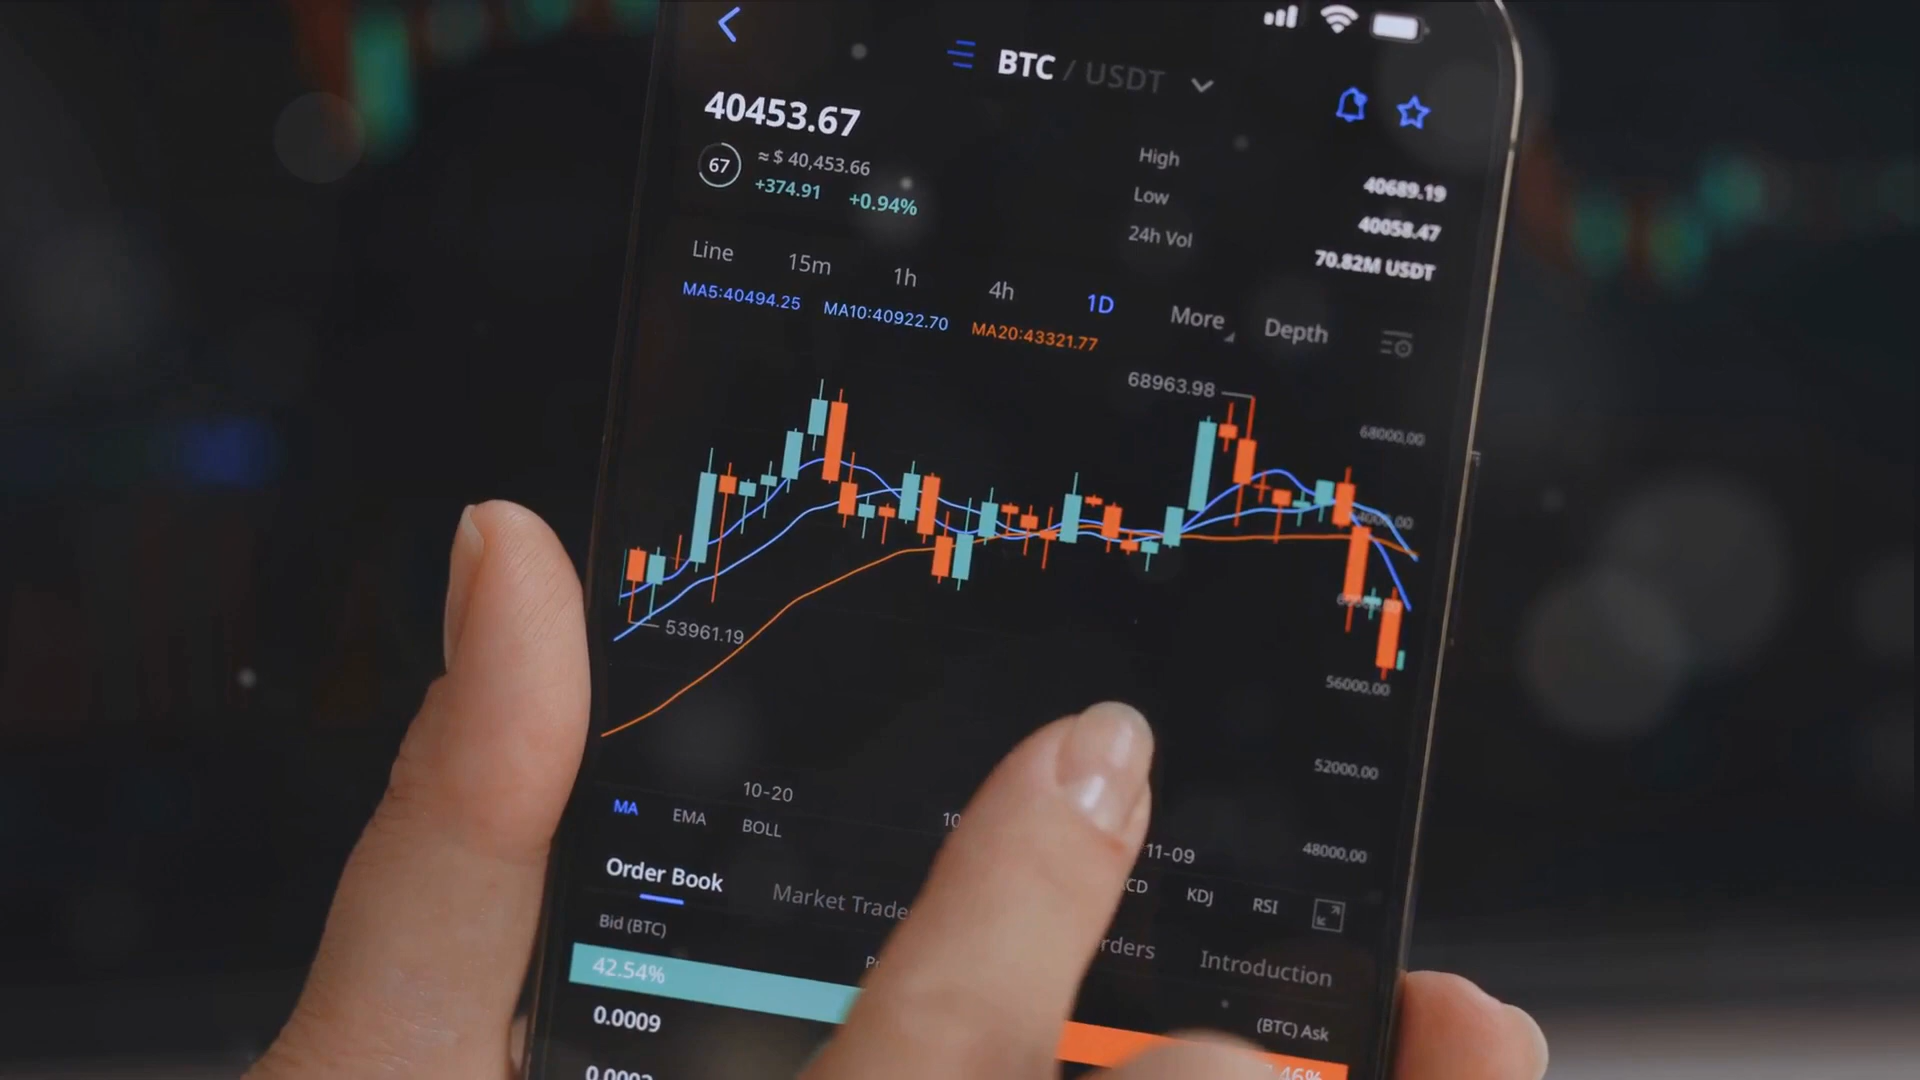 BTC / USDT
40453.67
67
≈ $ 40,453.66
+374.91 +0.94%
High 40689.19
Low 40058.47
24h Vol 70.82M USDT
Line 15m 1h 4h 1D More Depth
MA5:40494.25 MA10:40922.70 MA20:43321.77
68963.98
68000,00
53961.19
56000,00
52000,00
48000,00
10-20
11-09
MA EMA BOLL
KDJ RSI
Order Book Market Trade
Introduction
Bid (BTC)
(BTC) Ask
42.54%
.46%
0.0009